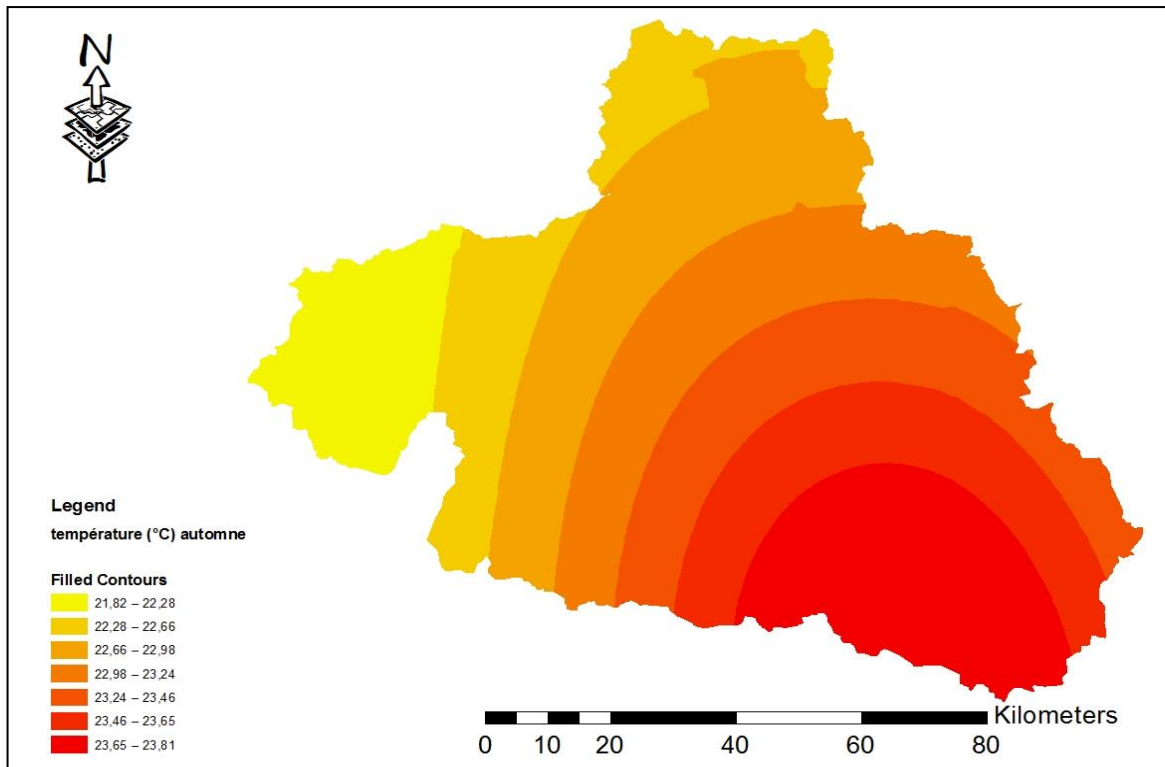 N
Legend
température (°C) automne
Filled Contours
21,82 – 22,28
22,28 – 22,66
22,66 – 22,98
22,98 – 23,24
23,24 – 23,46
23,46 – 23,65
23,65 – 23,81
Kilometers
0 10 20 40 60 80